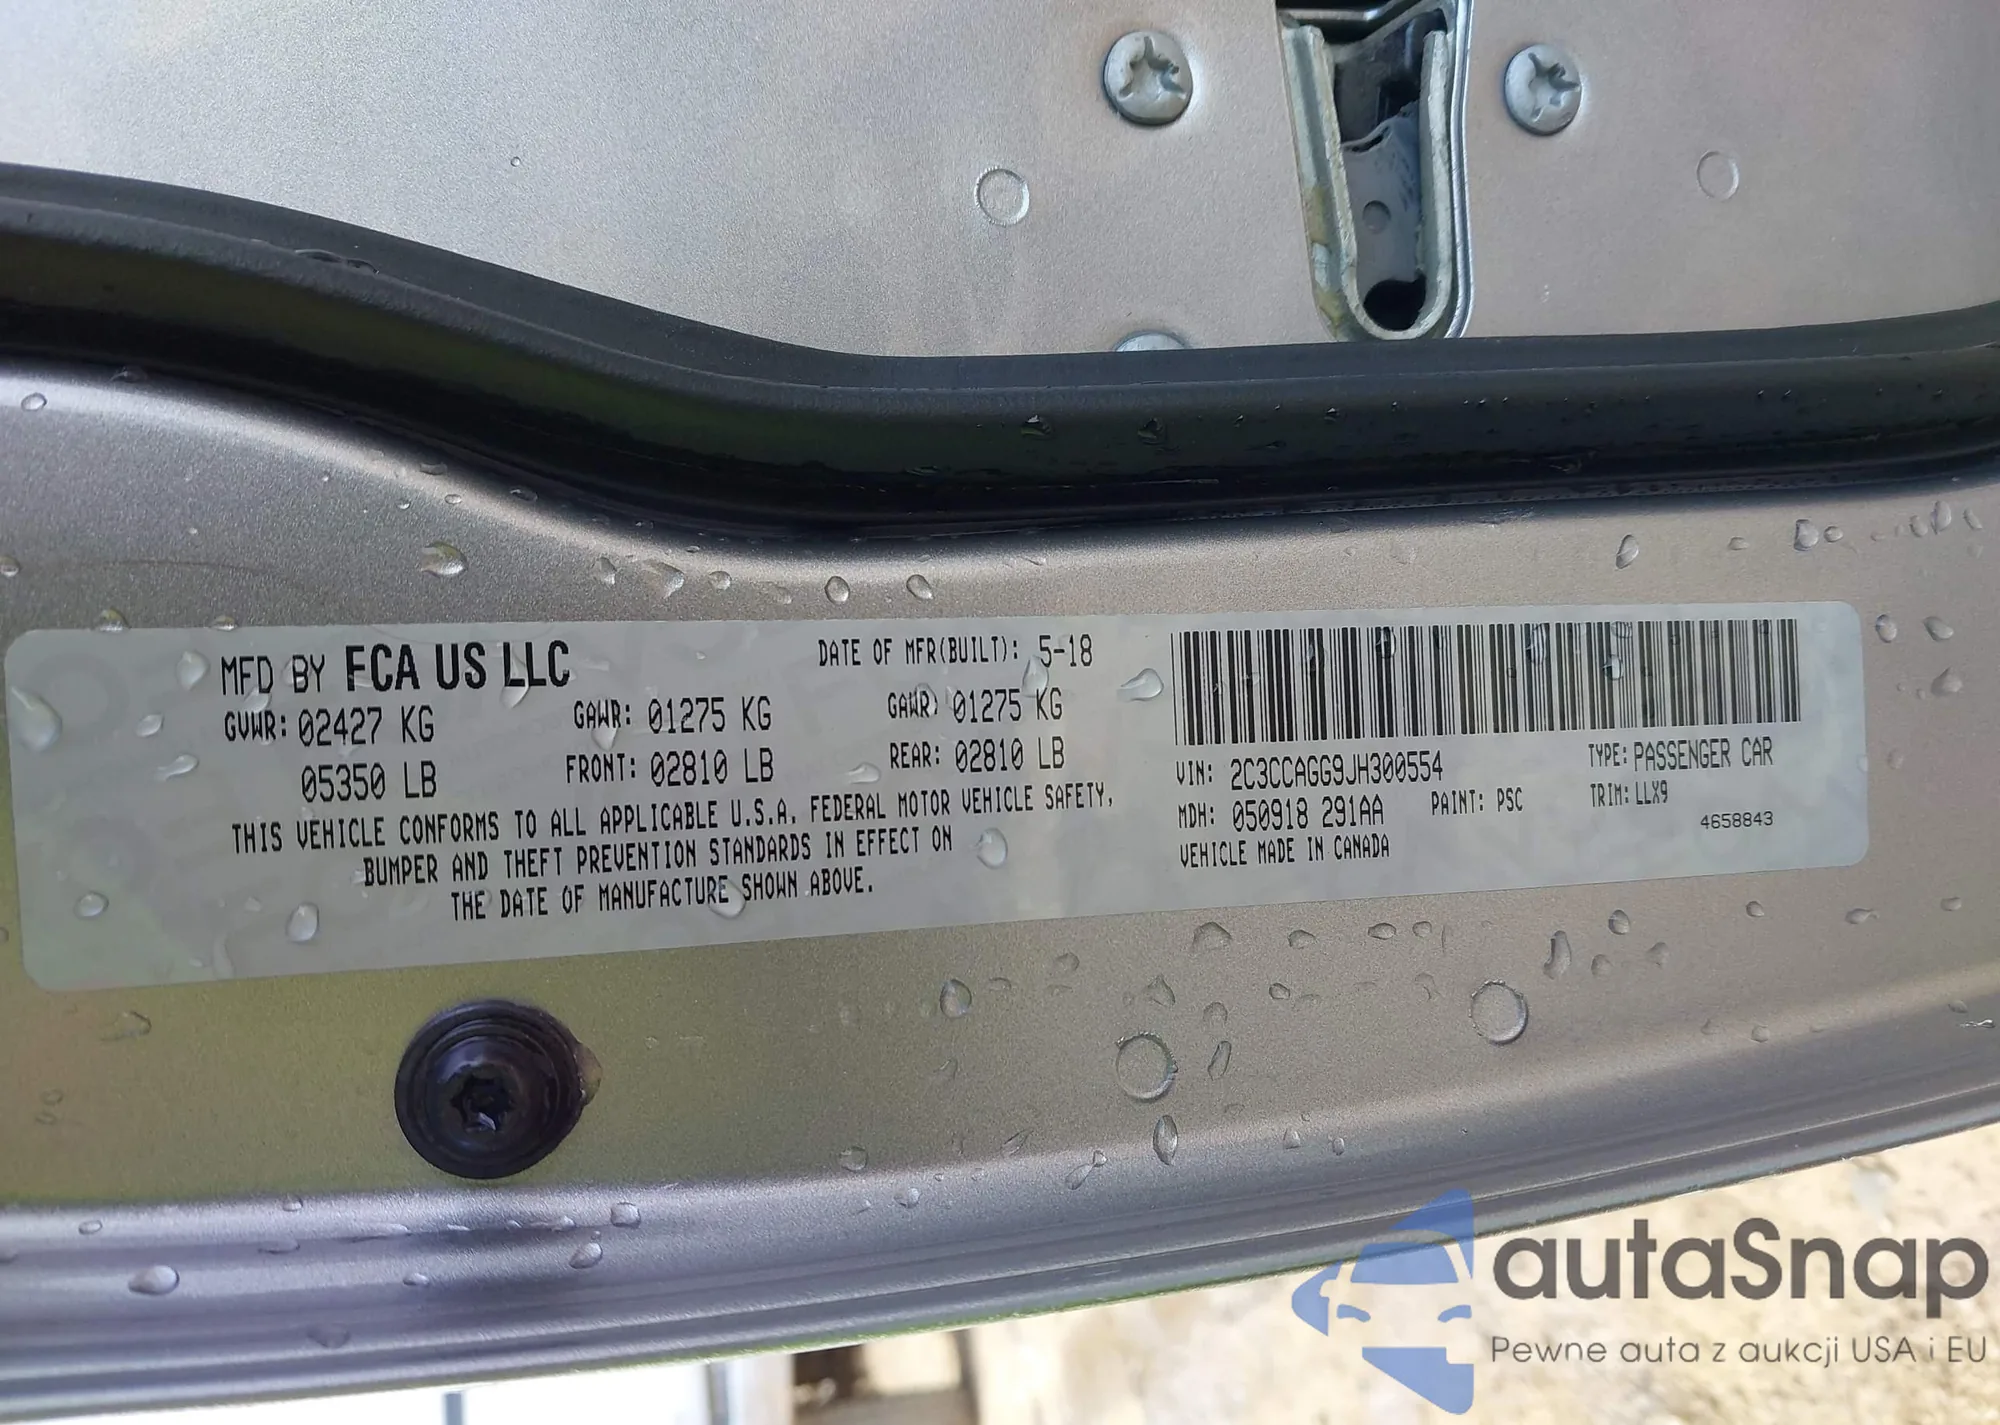 MFD BY FCA US LLC
DATE OF MFR(BUILT): 5-18
GVWR: 02427 KG
05350 LB
GAWR: 01275 KG
FRONT: 02810 LB
GAWR: 01275 KG
REAR: 02810 LB
THIS VEHICLE CONFORMS TO ALL APPLICABLE U.S.A. FEDERAL MOTOR VEHICLE SAFETY,
BUMPER AND THEFT PREVENTION STANDARDS IN EFFECT ON
THE DATE OF MANUFACTURE SHOWN ABOVE.
VIN: 2C3CCAGG9JH300554
TYPE: PASSENGER CAR
MDH: 050918 291AA
PAINT: PSC
TRIM: LLX9
4658843
VEHICLE MADE IN CANADA
autaSnap
Pewne auta z aukcji USA i EU